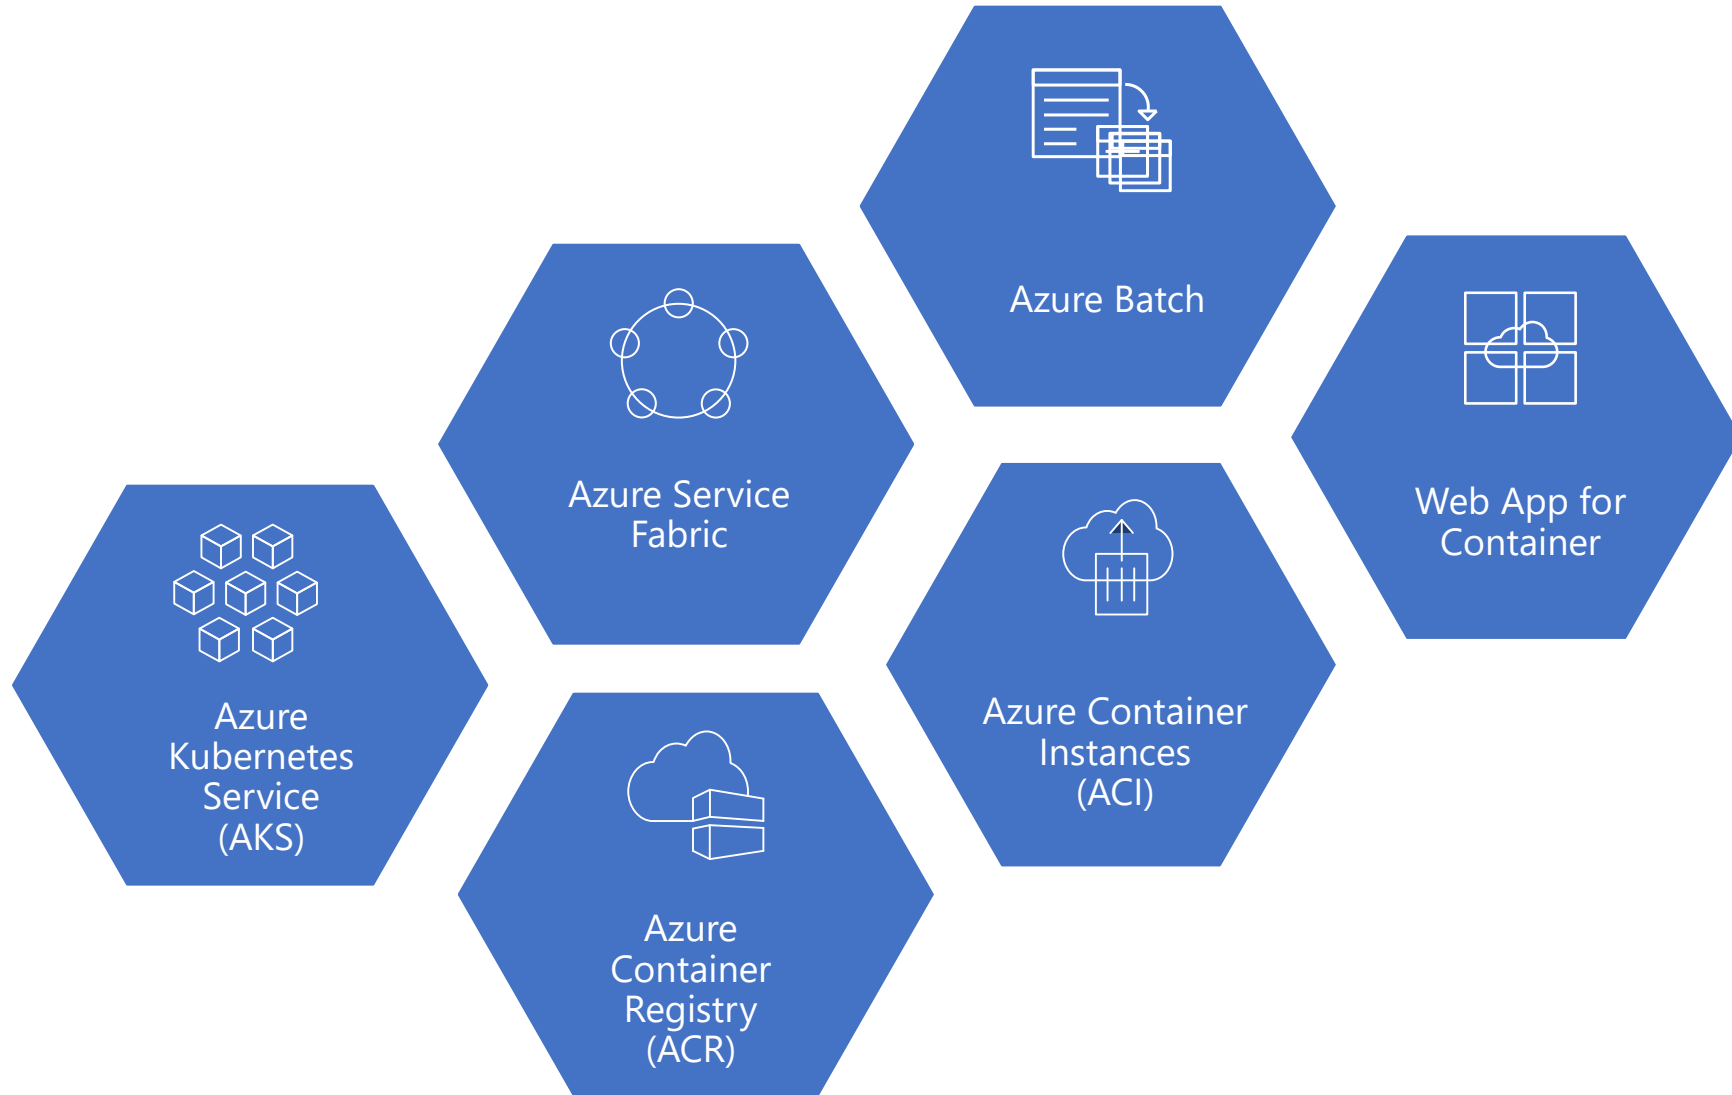 Azure Batch
Azure Service
Fabric
Web App for
Container
Azure
Kubernetes
Service
(AKS)
Azure Container
Instances
(ACI)
Azure
Container
Registry
(ACR)